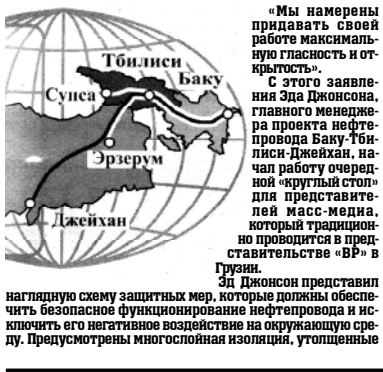 Тбилиси
Баку
Супса
Эрзерум
Джейхан
«Мы намерены
придавать своей
работе максималь-
ную гласность и от-
крытость».
С этого заявле-
ния Эда Джонсона,
главного менедже-
ра проекта нефте-
провода Баку-Тби-
лиси-Джейхан, на-
чал работу очеред-
ной «круглый стол»
для представите-
лей масс-медиа,
который традицион-
но проводится в пред-
ставительстве «BP» в
Грузии.
Эд Джонсон представил
наглядную схему защитных мер, которые должны обеспе-
чить безопасное функционирование нефтепровода и ис-
ключить его негативное воздействие на окружающую сре-
ду. Предусмотрены многослойная изоляция, утолщенные